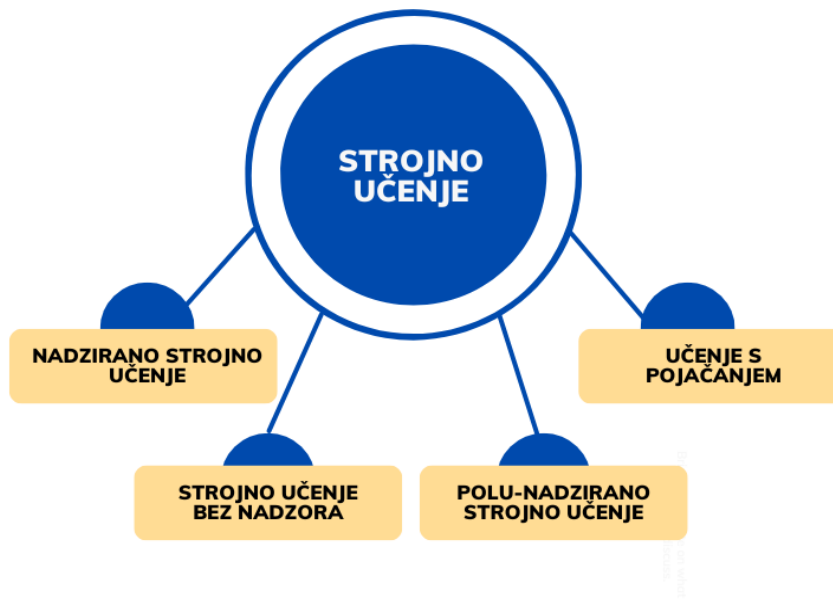 STROJNO
UČENJE
NADZIRANO STROJNO
UČENJE
UČENJE S
POJAČANJEM
STROJNO UČENJE
BEZ NADZORA
POLU-NADZIRANO
STROJNO UČENJE